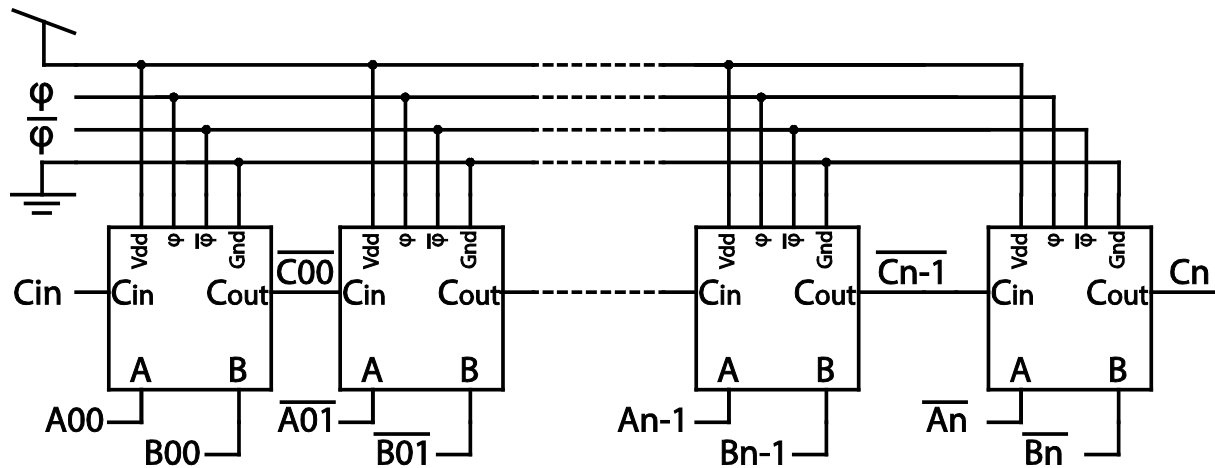 φ
φ̅
Vdd φ φ̅ Gnd Vdd φ φ̅ Gnd Vdd φ φ̅ Gnd Vdd φ φ̅ Gnd
C̅0̅0̅ C̅n̅-̅1̅
Cin Cin Cout Cin Cout Cin Cout Cin Cout Cn
A B A B A B A B
A00 A̅0̅1̅ An-1 A̅n̅
B00 B̅0̅1̅ Bn-1 B̅n̅